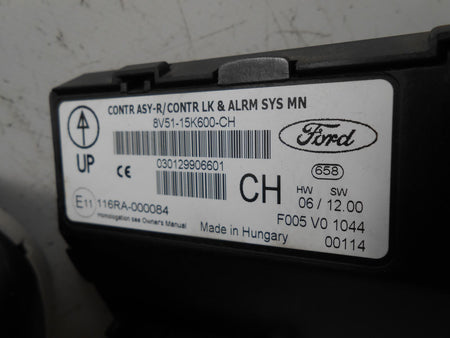 CONTR ASY-R/CONTR LK & ALRM SYS MN
8V51-15K600-CH
Ford
UP
CE
030129906601
658
CH
HW SW
06 / 12.00
E11 116RA-000084
F005 V0 1044
Homologation see Owner's Manual
Made in Hungary
00114